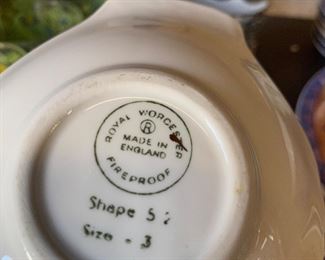 ROYAL WORCESTER
®
MADE IN
ENGLAND
FIREPROOF
Shape
Size - 3